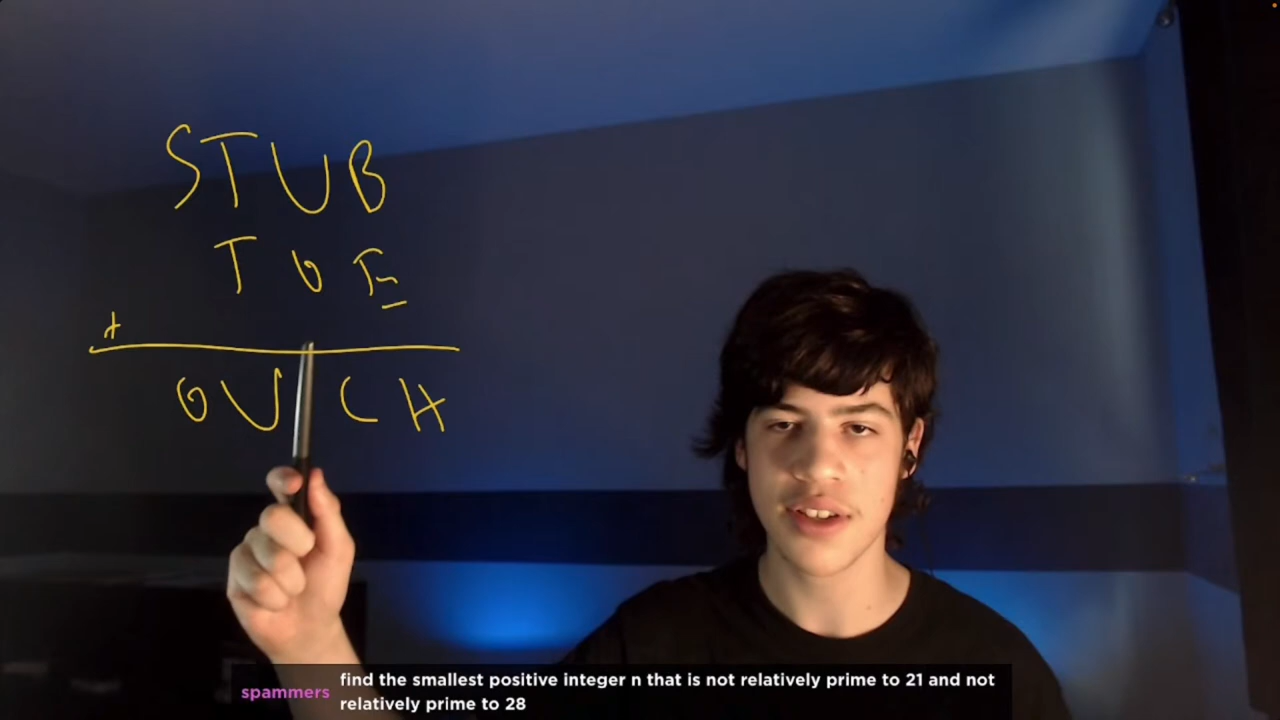 STUB
TOE
+
OUCH
spammers find the smallest positive integer n that is not relatively prime to 21 and not
relatively prime to 28